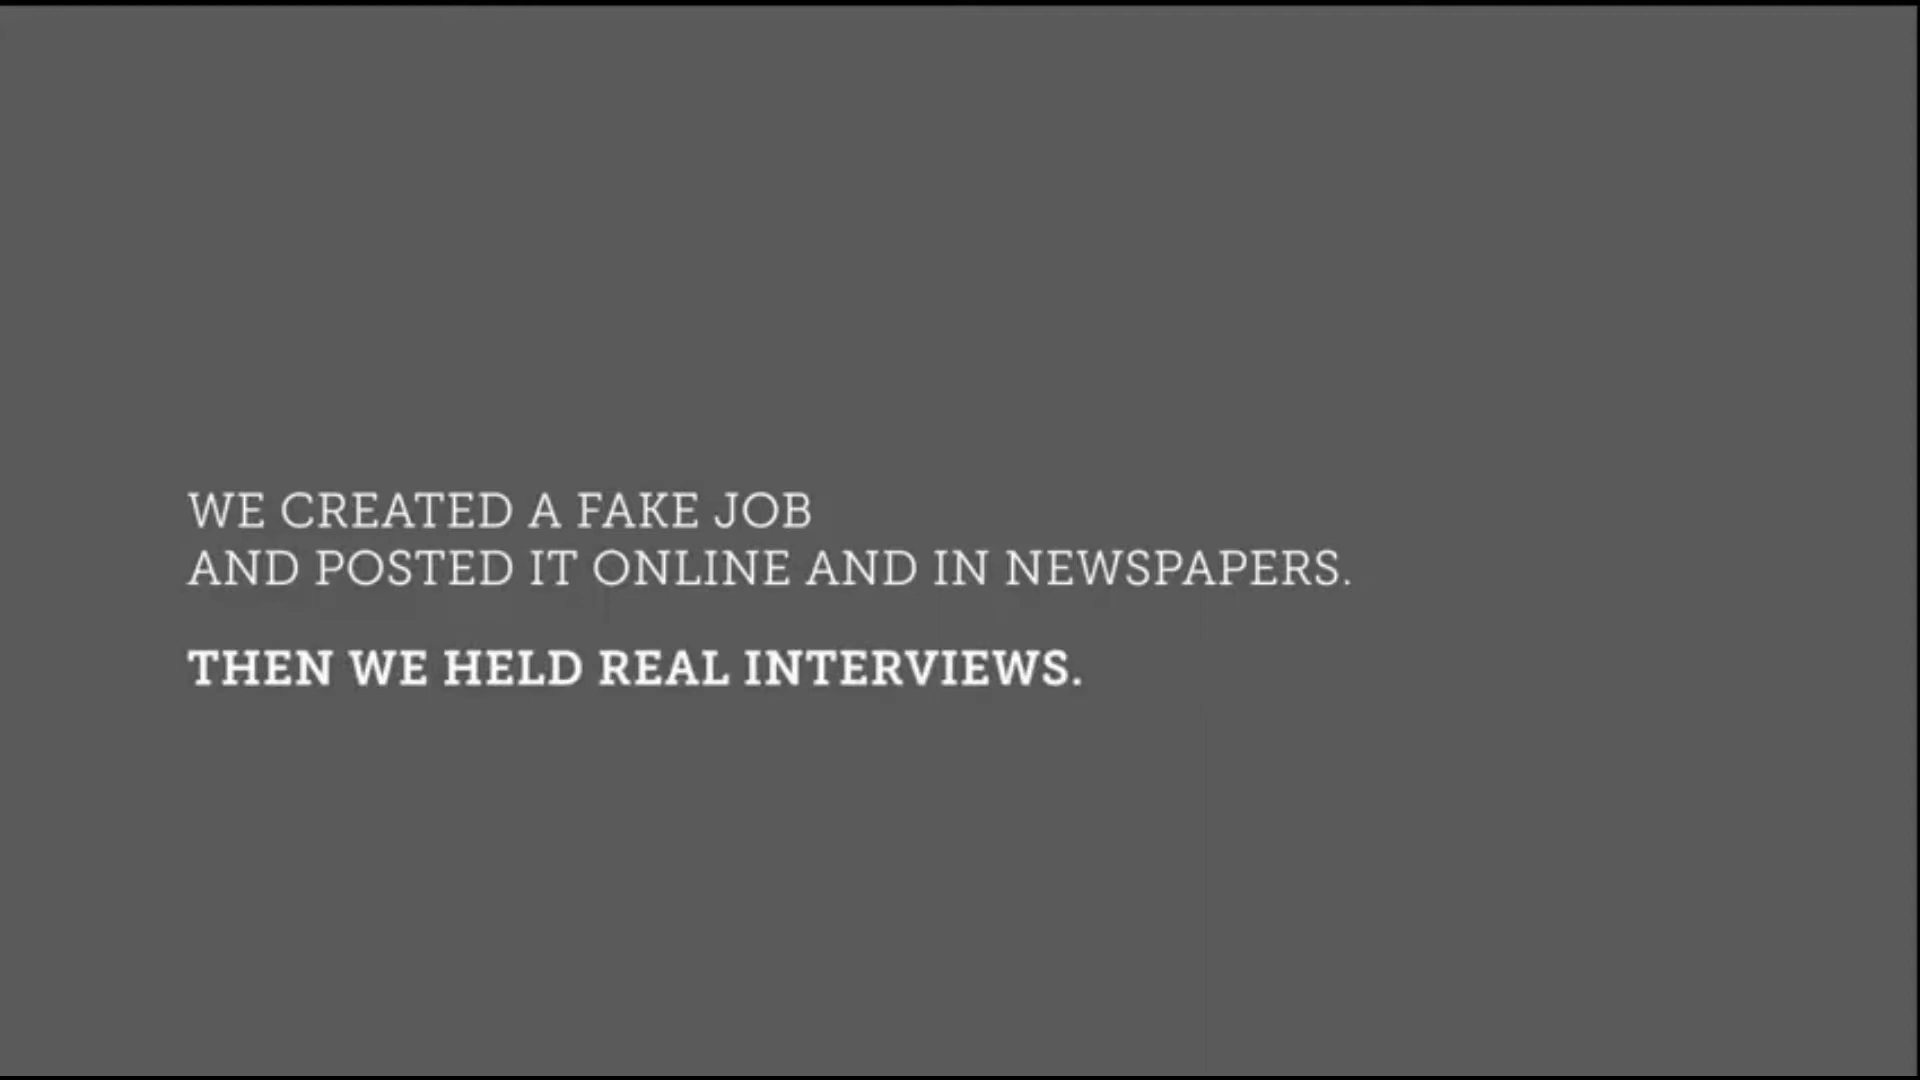 WE CREATED A FAKE JOB
AND POSTED IT ONLINE AND IN NEWSPAPERS.
THEN WE HELD REAL INTERVIEWS.